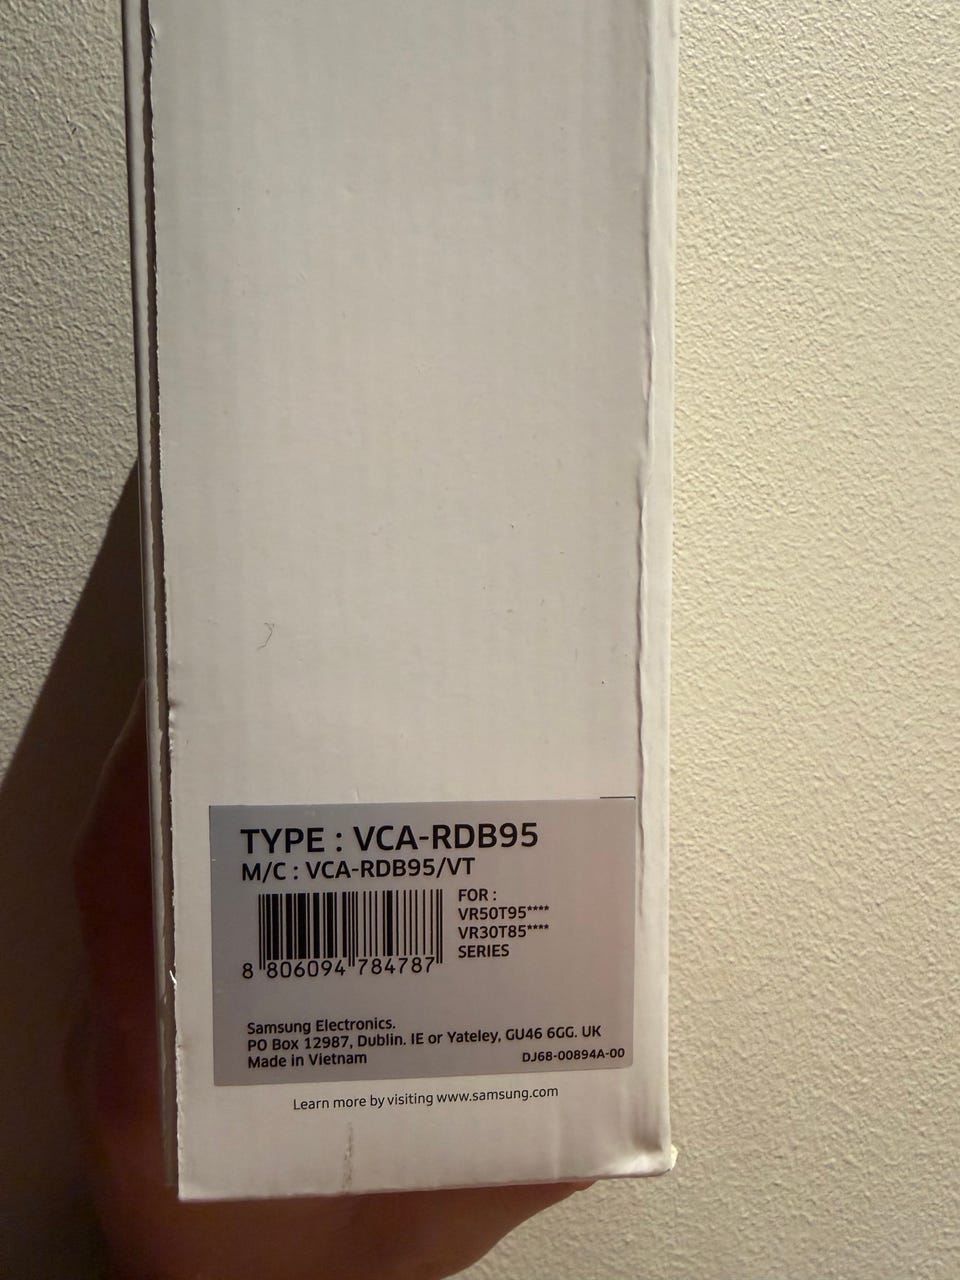 TYPE : VCA-RDB95
M/C : VCA-RDB95/VT
FOR :
VR50T95****
VR30T85****
SERIES
8 806094 784787
Samsung Electronics.
PO Box 12987, Dublin. IE or Yateley, GU46 6GG. UK
Made in Vietnam
DJ68-00894A-00
Learn more by visiting www.samsung.com